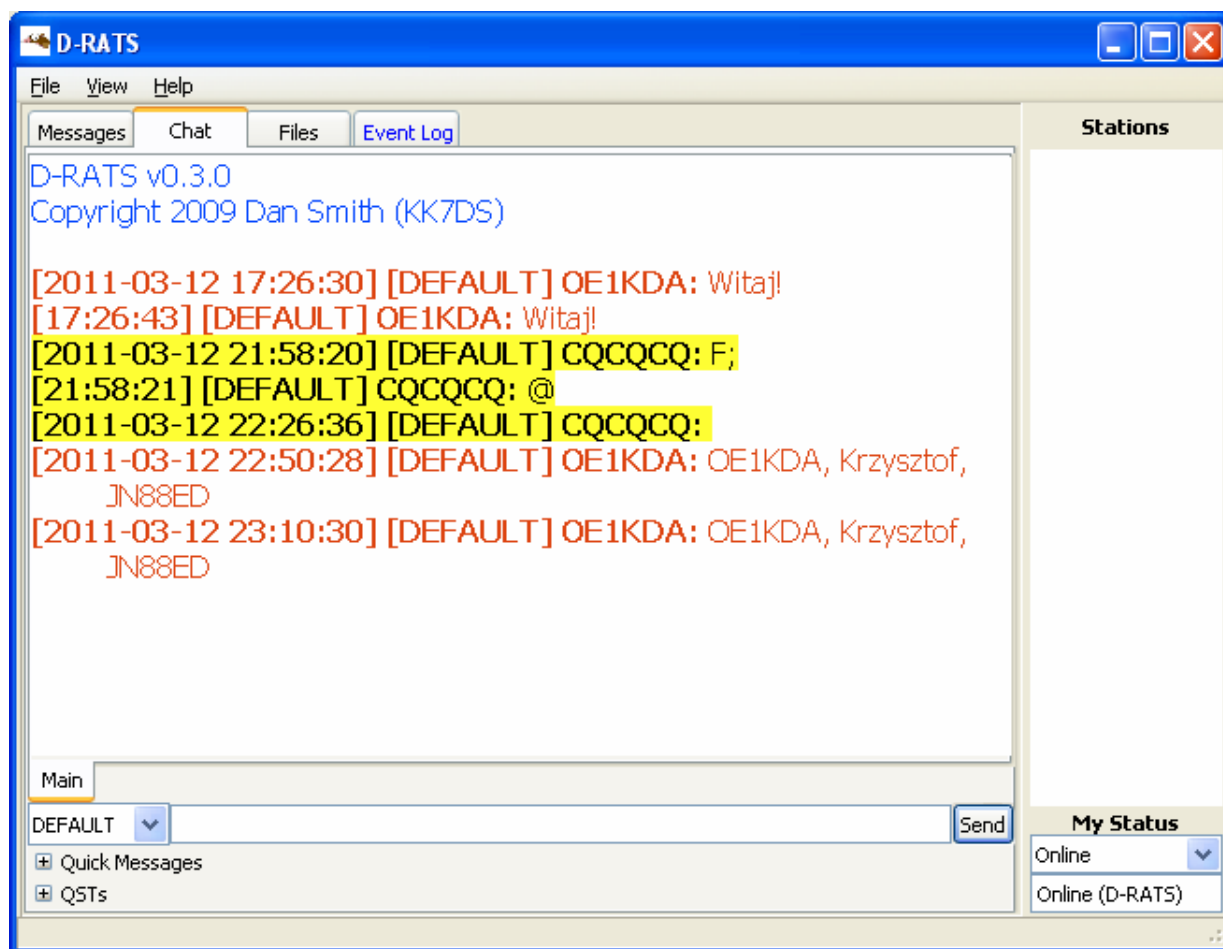 D-RATS
File View Help
Messages Chat Files Event Log
Stations
D-RATS v0.3.0
Copyright 2009 Dan Smith (KK7DS)
[2011-03-12 17:26:30] [DEFAULT] OE1KDA: Witaj!
[17:26:43] [DEFAULT] OE1KDA: Witaj!
[2011-03-12 21:58:20] [DEFAULT] CQCQCQ: F;
[21:58:21] [DEFAULT] CQCQCQ: @
[2011-03-12 22:26:36] [DEFAULT] CQCQCQ:
[2011-03-12 22:50:28] [DEFAULT] OE1KDA: OE1KDA, Krzysztof,
JN88ED
[2011-03-12 23:10:30] [DEFAULT] OE1KDA: OE1KDA, Krzysztof,
JN88ED
Main
DEFAULT Send
Quick Messages
QSTs
My Status
Online
Online (D-RATS)